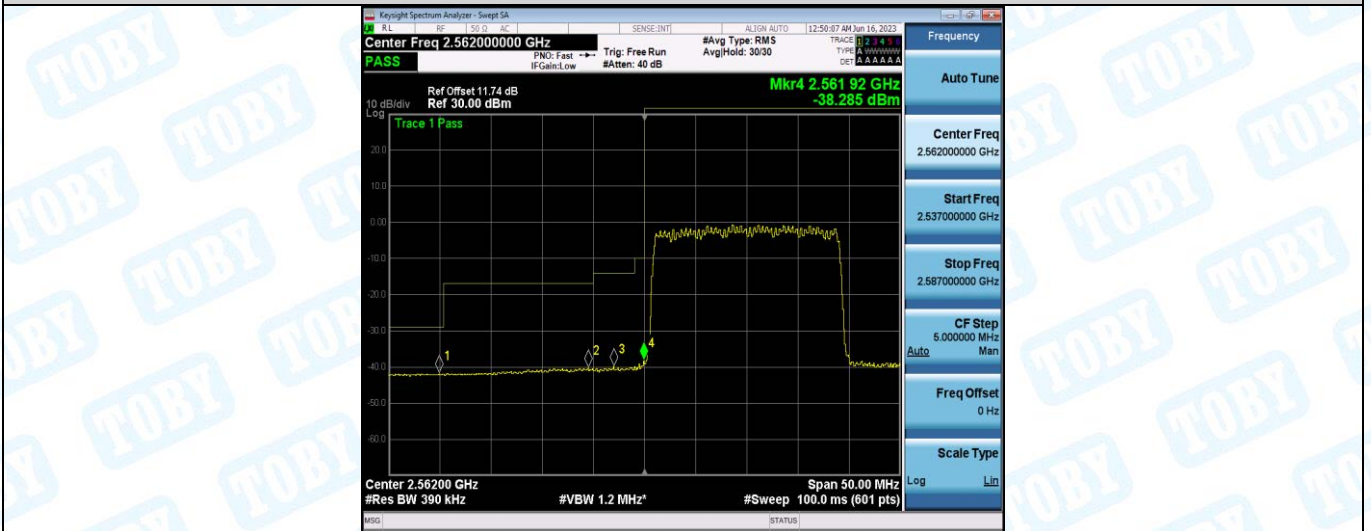 Keysight Spectrum Analyzer - Swept SA
RL RF 50 Ω AC SENSE:INT ALIGN AUTO 12:50:07 AM Jun 16, 2023
Center Freq 2.562000000 GHz
PASS
PNO: Fast
IFGain:Low
Trig: Free Run
#Atten: 40 dB
#Avg Type: RMS
Avg|Hold: 30/30
TRACE 1 2 3 4 5 6
TYPE A WWWWW
DET A A A A A A
Mkr4 2.561 92 GHz
-38.285 dBm
Ref Offset 11.74 dB
10 dB/div Ref 30.00 dBm
Log
Trace 1 Pass
20.0
10.0
0.00
-10.0
-20.0
-30.0
-40.0
-50.0
-60.0
1
2
3
4
Center 2.56200 GHz Span 50.00 MHz
#Res BW 390 kHz #VBW 1.2 MHz* #Sweep 100.0 ms (601 pts)
MSG STATUS
Frequency
Auto Tune
Center Freq
2.562000000 GHz
Start Freq
2.537000000 GHz
Stop Freq
2.587000000 GHz
CF Step
5.000000 MHz
Auto Man
Freq Offset
0 Hz
Scale Type
Log Lin
TOBY